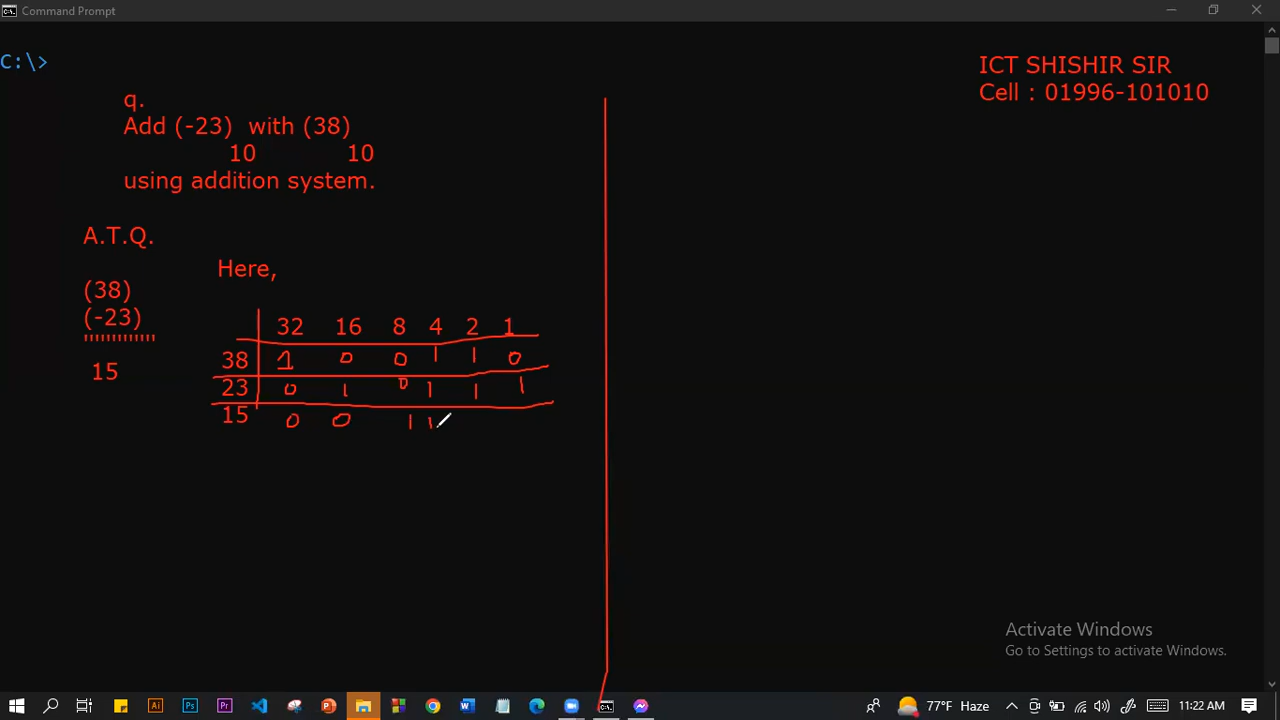 Command Prompt
C:\>
ICT SHISHIR SIR
Cell : 01996-101010
q.
Add (-23) with (38)
10 10
using addition system.
A.T.Q.
Here,
(38)
(-23)
'''''''''''''
15
32 16 8 4 2 1
38 1 0 0 1 1 0
23 0 1 0 1 1 1
15 0 0 1 1
Activate Windows
Go to Settings to activate Windows.
77°F Haze
11:22 AM